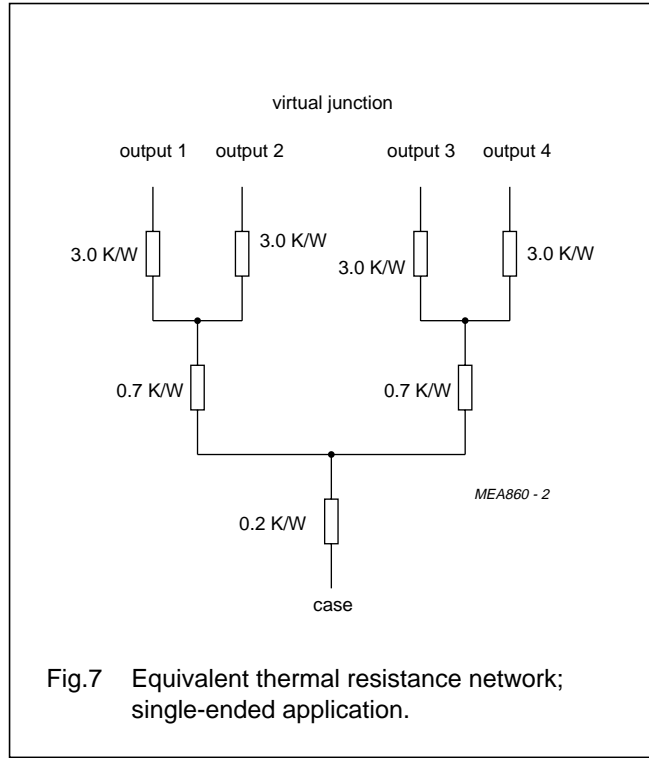 virtual junction
output 1 output 2 output 3 output 4
3.0 K/W 3.0 K/W 3.0 K/W 3.0 K/W
0.7 K/W 0.7 K/W
MEA860 - 2
0.2 K/W
case
Fig.7 Equivalent thermal resistance network;
single-ended application.